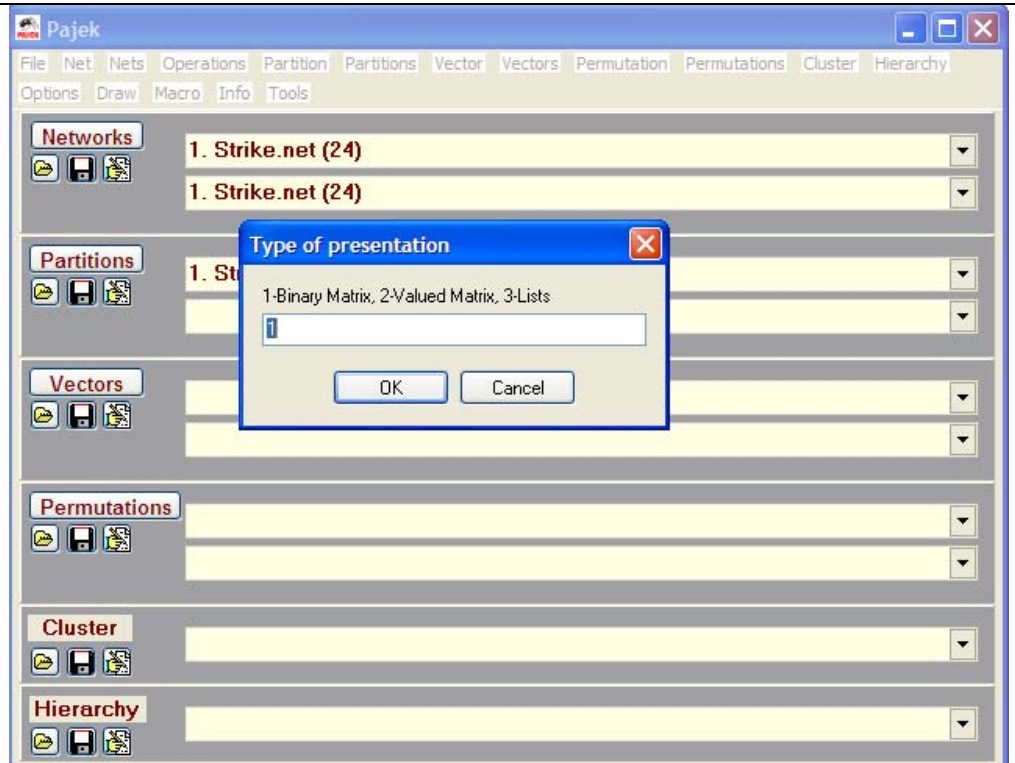 Pajek
File Net Nets Operations Partition Partitions Vector Vectors Permutation Permutations Cluster Hierarchy
Options Draw Macro Info Tools
Networks
1. Strike.net (24)
1. Strike.net (24)
Type of presentation
Partitions
1. St
1-Binary Matrix, 2-Valued Matrix, 3-Lists
1
OK Cancel
Vectors
Permutations
Cluster
Hierarchy